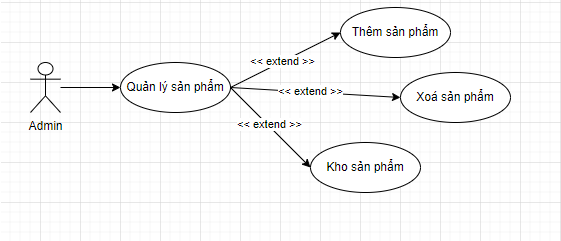 Thêm sản phẩm
<< extend >>
Quản lý sản phẩm
<< extend >>
Xoá sản phẩm
Admin
<< extend >>
Kho sản phẩm